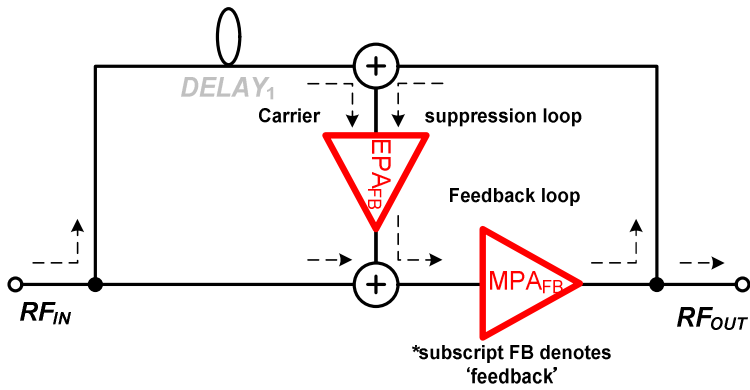 DELAY1
Carrier suppression loop
EPAFB
Feedback loop
RFIN
MPAFB
RFOUT
*subscript FB denotes
‘feedback’